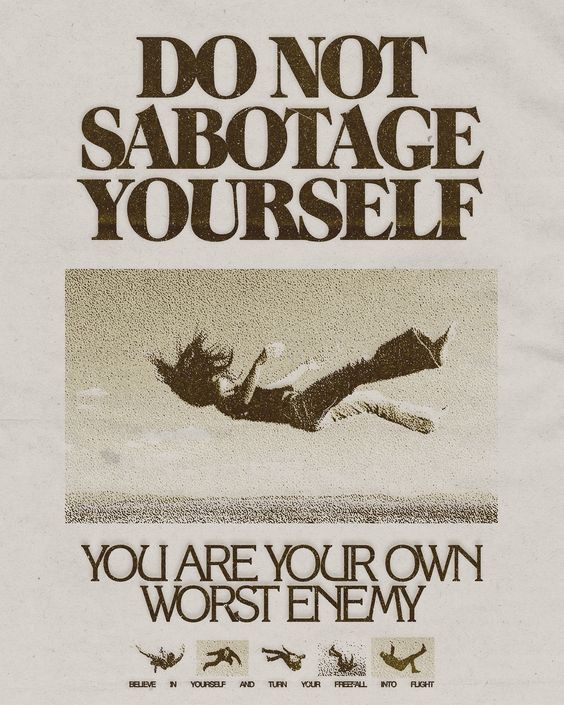 DO NOT
SABOTAGE
YOURSELF
YOU ARE YOUR OWN
WORST ENEMY
BELIEVE IN YOURSELF AND TURN YOUR FREEFALL INTO FLIGHT